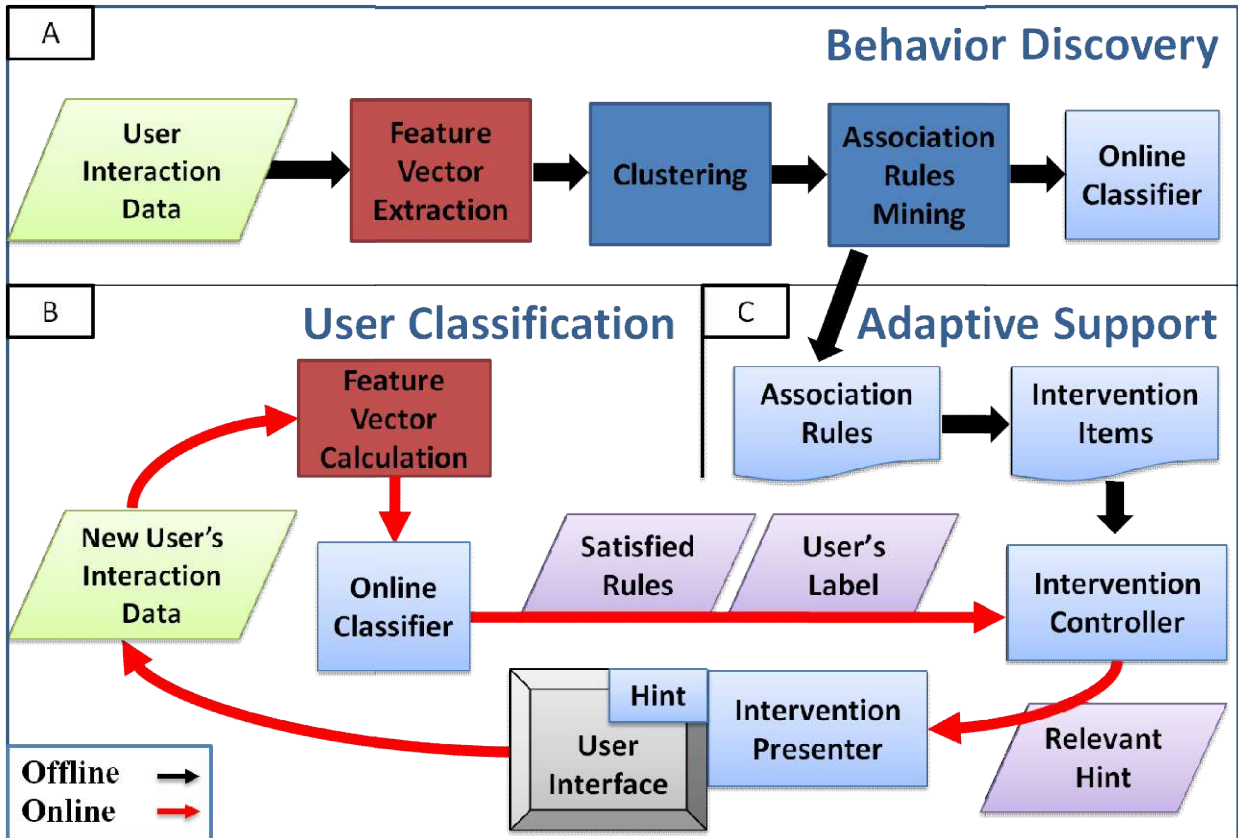 A
Behavior Discovery
User
Interaction
Data
Feature
Vector
Extraction
Clustering
Association
Rules
Mining
Online
Classifier
B
User Classification
C
Adaptive Support
Feature
Vector
Calculation
Association
Rules
Intervention
Items
New User's
Interaction
Data
Online
Classifier
Satisfied
Rules
User's
Label
Intervention
Controller
Hint
User
Interface
Intervention
Presenter
Relevant
Hint
Offline
Online